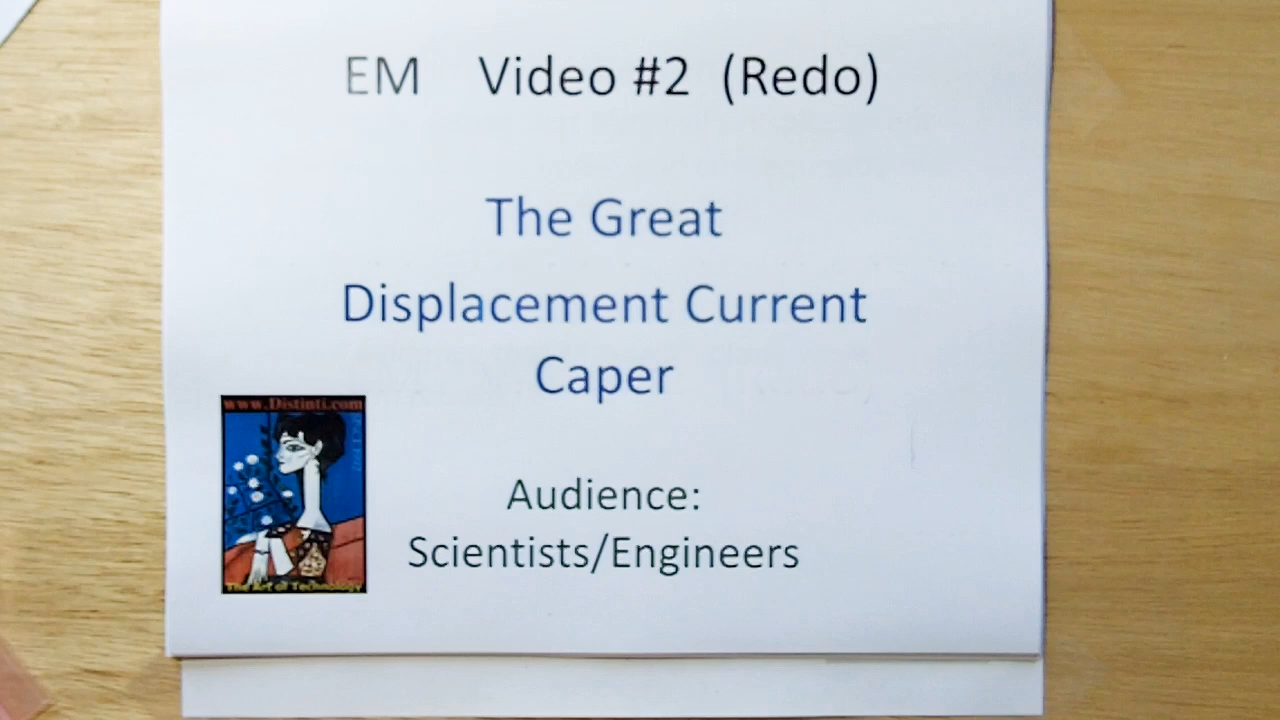 EM Video #2 (Redo)
The Great
Displacement Current
Caper
www.Distinti.com
The Art of Technology
Audience:
Scientists/Engineers